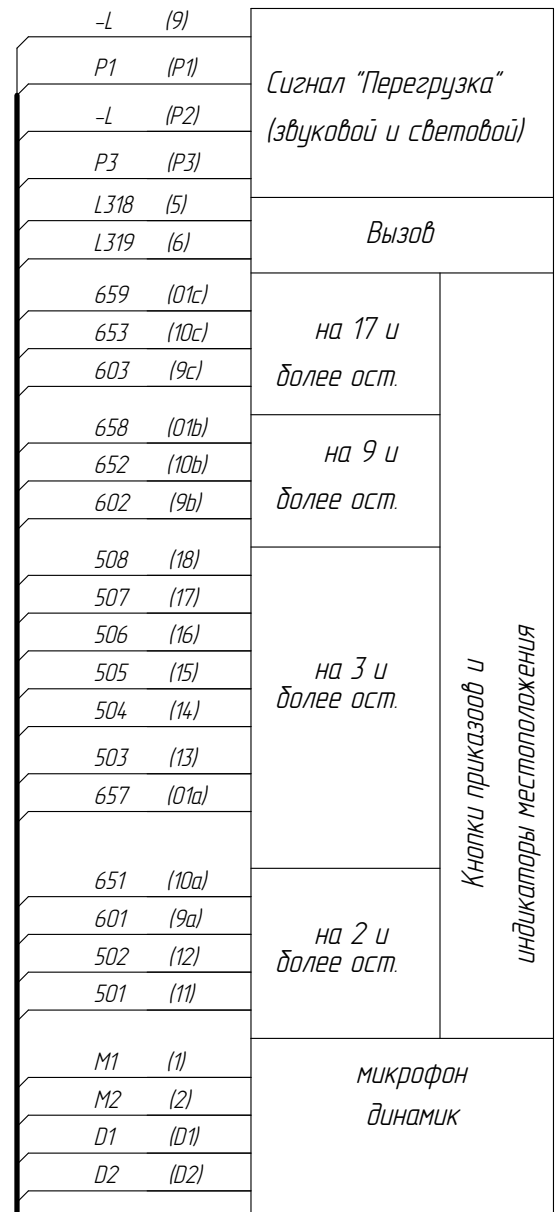 -L (9)
P1 (P1)
-L (P2)
P3 (P3)
Сигнал "Перегрузка"
(звуковой и световой)
L318 (5)
L319 (6)
Вызов
659 (01c)
653 (10c)
603 (9c)
на 17 и
более ост.
658 (01b)
652 (10b)
602 (9b)
на 9 и
более ост.
508 (18)
507 (17)
506 (16)
505 (15)
504 (14)
503 (13)
657 (01a)
на 3 и
более ост.
651 (10a)
601 (9a)
502 (12)
501 (11)
на 2 и
более ост.
Кнопки приказоов и
индикаторы местоположения
M1 (1)
M2 (2)
D1 (D1)
D2 (D2)
микрофон
динамик